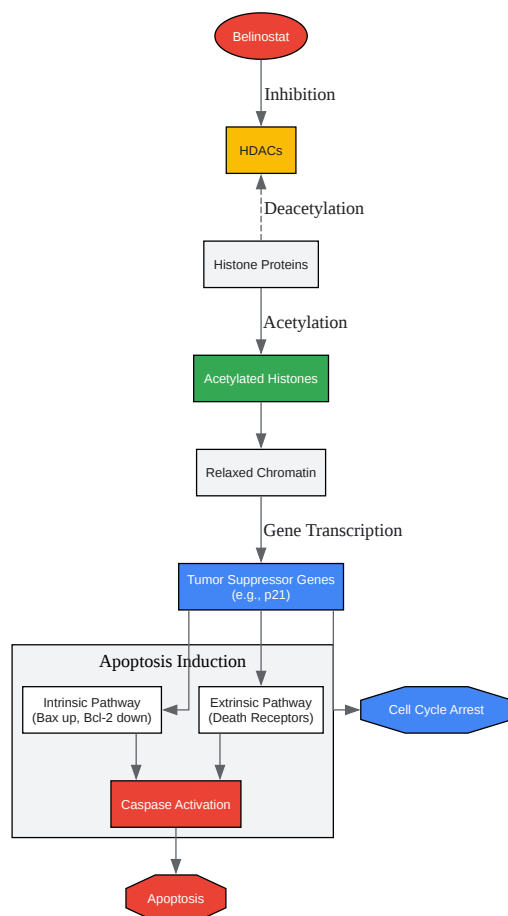 Belinostat
Inhibition
HDACs
Deacetylation
Histone Proteins
Acetylation
Acetylated Histones
Relaxed Chromatin
Gene Transcription
Tumor Suppressor Genes
(e.g., p21)
Apoptosis Induction
Intrinsic Pathway
(Bax up, Bcl-2 down)
Extrinsic Pathway
(Death Receptors)
Cell Cycle Arrest
Caspase Activation
Apoptosis